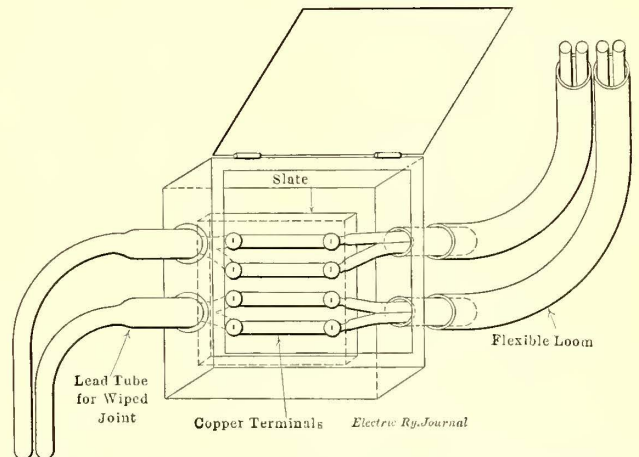 Slate
Flexible Loom
Lead Tube
for Wiped
Joint
Copper Terminals
Electric Ry. Journal